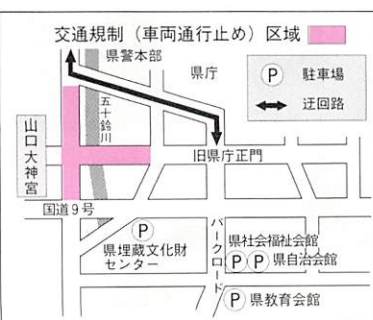 交通規制（車両通行止め）区域
県警本部
県庁
P 駐車場
迂回路
五十鈴川
山口大神宮
旧県庁正門
国道9号
P
県埋蔵文化財
センター
パークロード
県社会福祉会館
P P 県自治会館
P 県教育会館